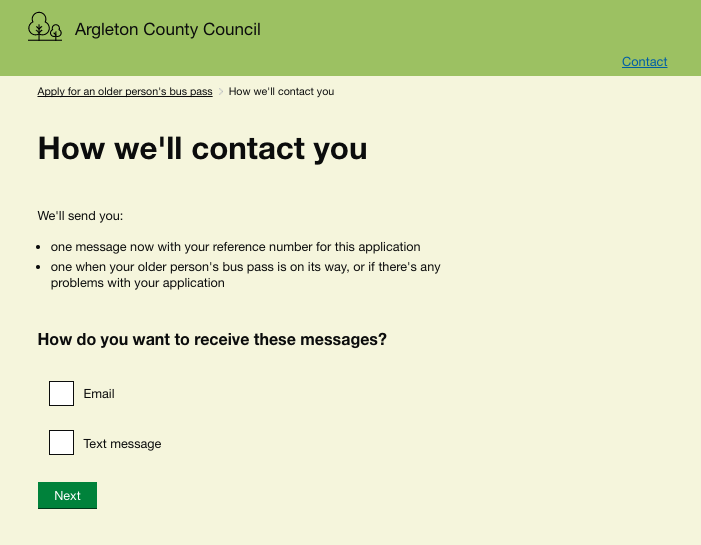 Argleton County Council
Contact
Apply for an older person's bus pass > How we'll contact you
How we'll contact you
We'll send you:
• one message now with your reference number for this application
• one when your older person's bus pass is on its way, or if there's any
problems with your application
How do you want to receive these messages?
Email
Text message
Next